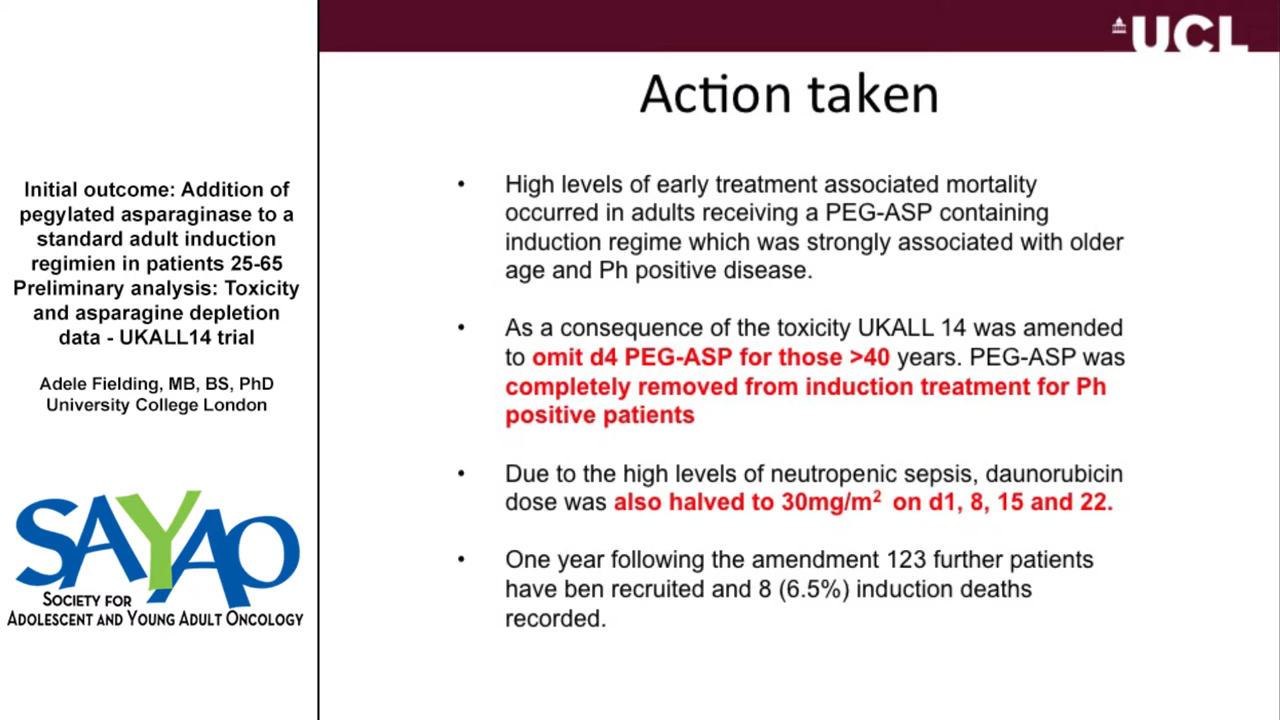 UCL
Action taken
Initial outcome: Addition of
pegylated asparaginase to a
standard adult induction
regimien in patients 25-65
Preliminary analysis: Toxicity
and asparagine depletion
data - UKALL14 trial
Adele Fielding, MB, BS, PhD
University College London
SAYAO
SOCIETY FOR
ADOLESCENT AND YOUNG ADULT ONCOLOGY
• High levels of early treatment associated mortality
occurred in adults receiving a PEG-ASP containing
induction regime which was strongly associated with older
age and Ph positive disease.
• As a consequence of the toxicity UKALL 14 was amended
to omit d4 PEG-ASP for those >40 years. PEG-ASP was
completely removed from induction treatment for Ph
positive patients
• Due to the high levels of neutropenic sepsis, daunorubicin
dose was also halved to 30mg/m² on d1, 8, 15 and 22.
• One year following the amendment 123 further patients
have ben recruited and 8 (6.5%) induction deaths
recorded.